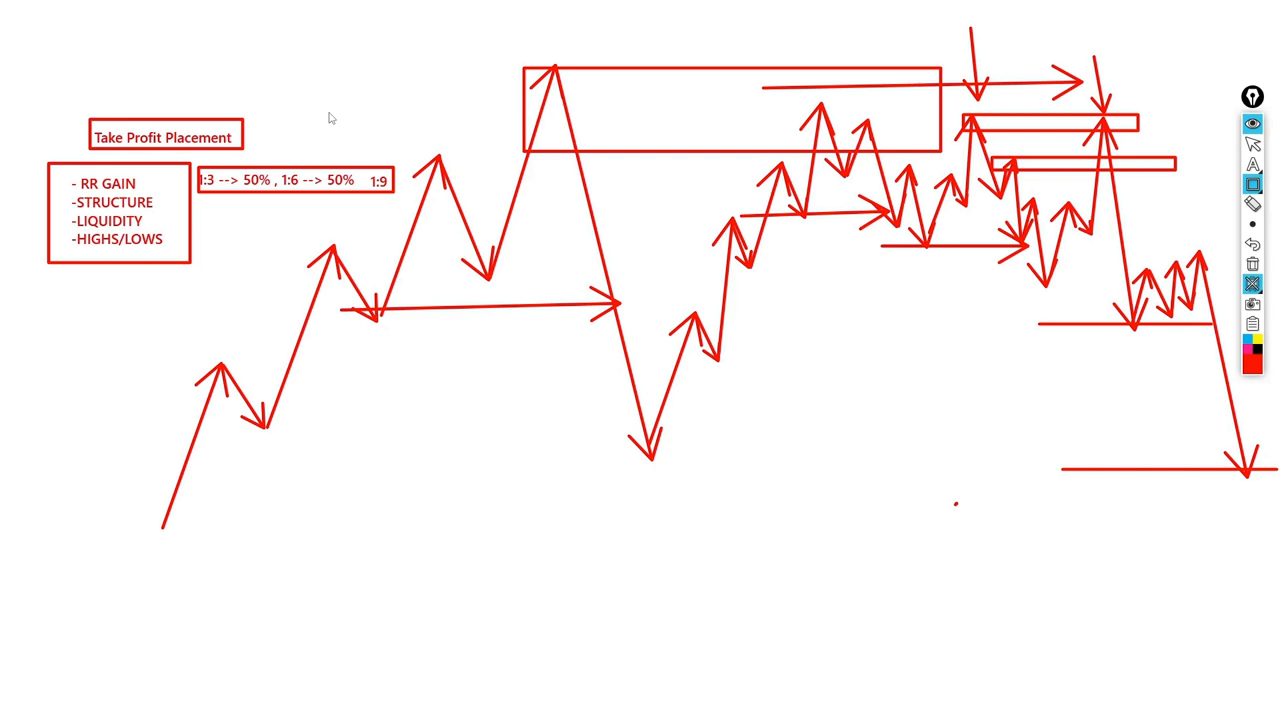 Take Profit Placement
- RR GAIN
-STRUCTURE
-LIQUIDITY
-HIGHS/LOWS
1:3 --> 50% , 1:6 --> 50% 1:9
A